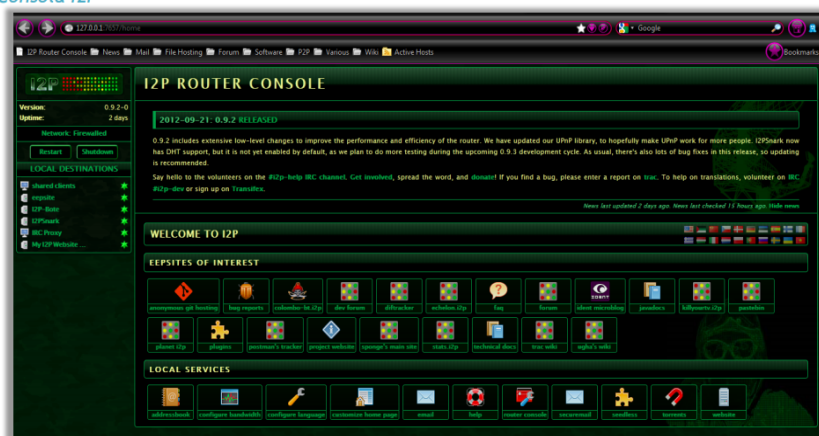 127.0.0.1:7657/home
Google
I2P Router Console News Mail File Hosting Forum Software P2P Various Wiki Active Hosts
Bookmarks
I2P
Version: 0.9.2-0
Uptime: 2 days
Network: Firewalled
Restart Shutdown
LOCAL DESTINATIONS
shared clients
eepsite
I2P-Bote
I2PSnark
IRC Proxy
My I2P Website ...
I2P ROUTER CONSOLE
2012-09-21: 0.9.2 RELEASED
0.9.2 includes extensive low-level changes to improve the performance and efficiency of the router. We have updated our UPnP library, to hopefully make UPnP work for more people. I2PSnark now
has DHT support, but it is not yet enabled by default, as we plan to do more testing during the upcoming 0.9.3 development cycle. As usual, there's also lots of bug fixes in this release, so updating
is recommended.
Say hello to the volunteers on the #i2p-help IRC channel. Get involved, spread the word, and donate! If you find a bug, please enter a report on trac. To help on translations, volunteer on IRC
#i2p-dev or sign up on Transifex.
News last updated 2 days ago. News last checked 15 hours ago. Hide news
WELCOME TO I2P
EEPSITES OF INTEREST
anonymous git hosting bug reports colombo-bt.i2p dev forum diftracker echelon.i2p faq forum ident microblog javadocs killyourtv.i2p pastebin
planet i2p plugins postman's tracker project website sponge's main site stats.i2p technical docs trac wiki ugha's wiki
LOCAL SERVICES
addressbook configure bandwidth configure language customize home page email help router console securemail seedless torrents website